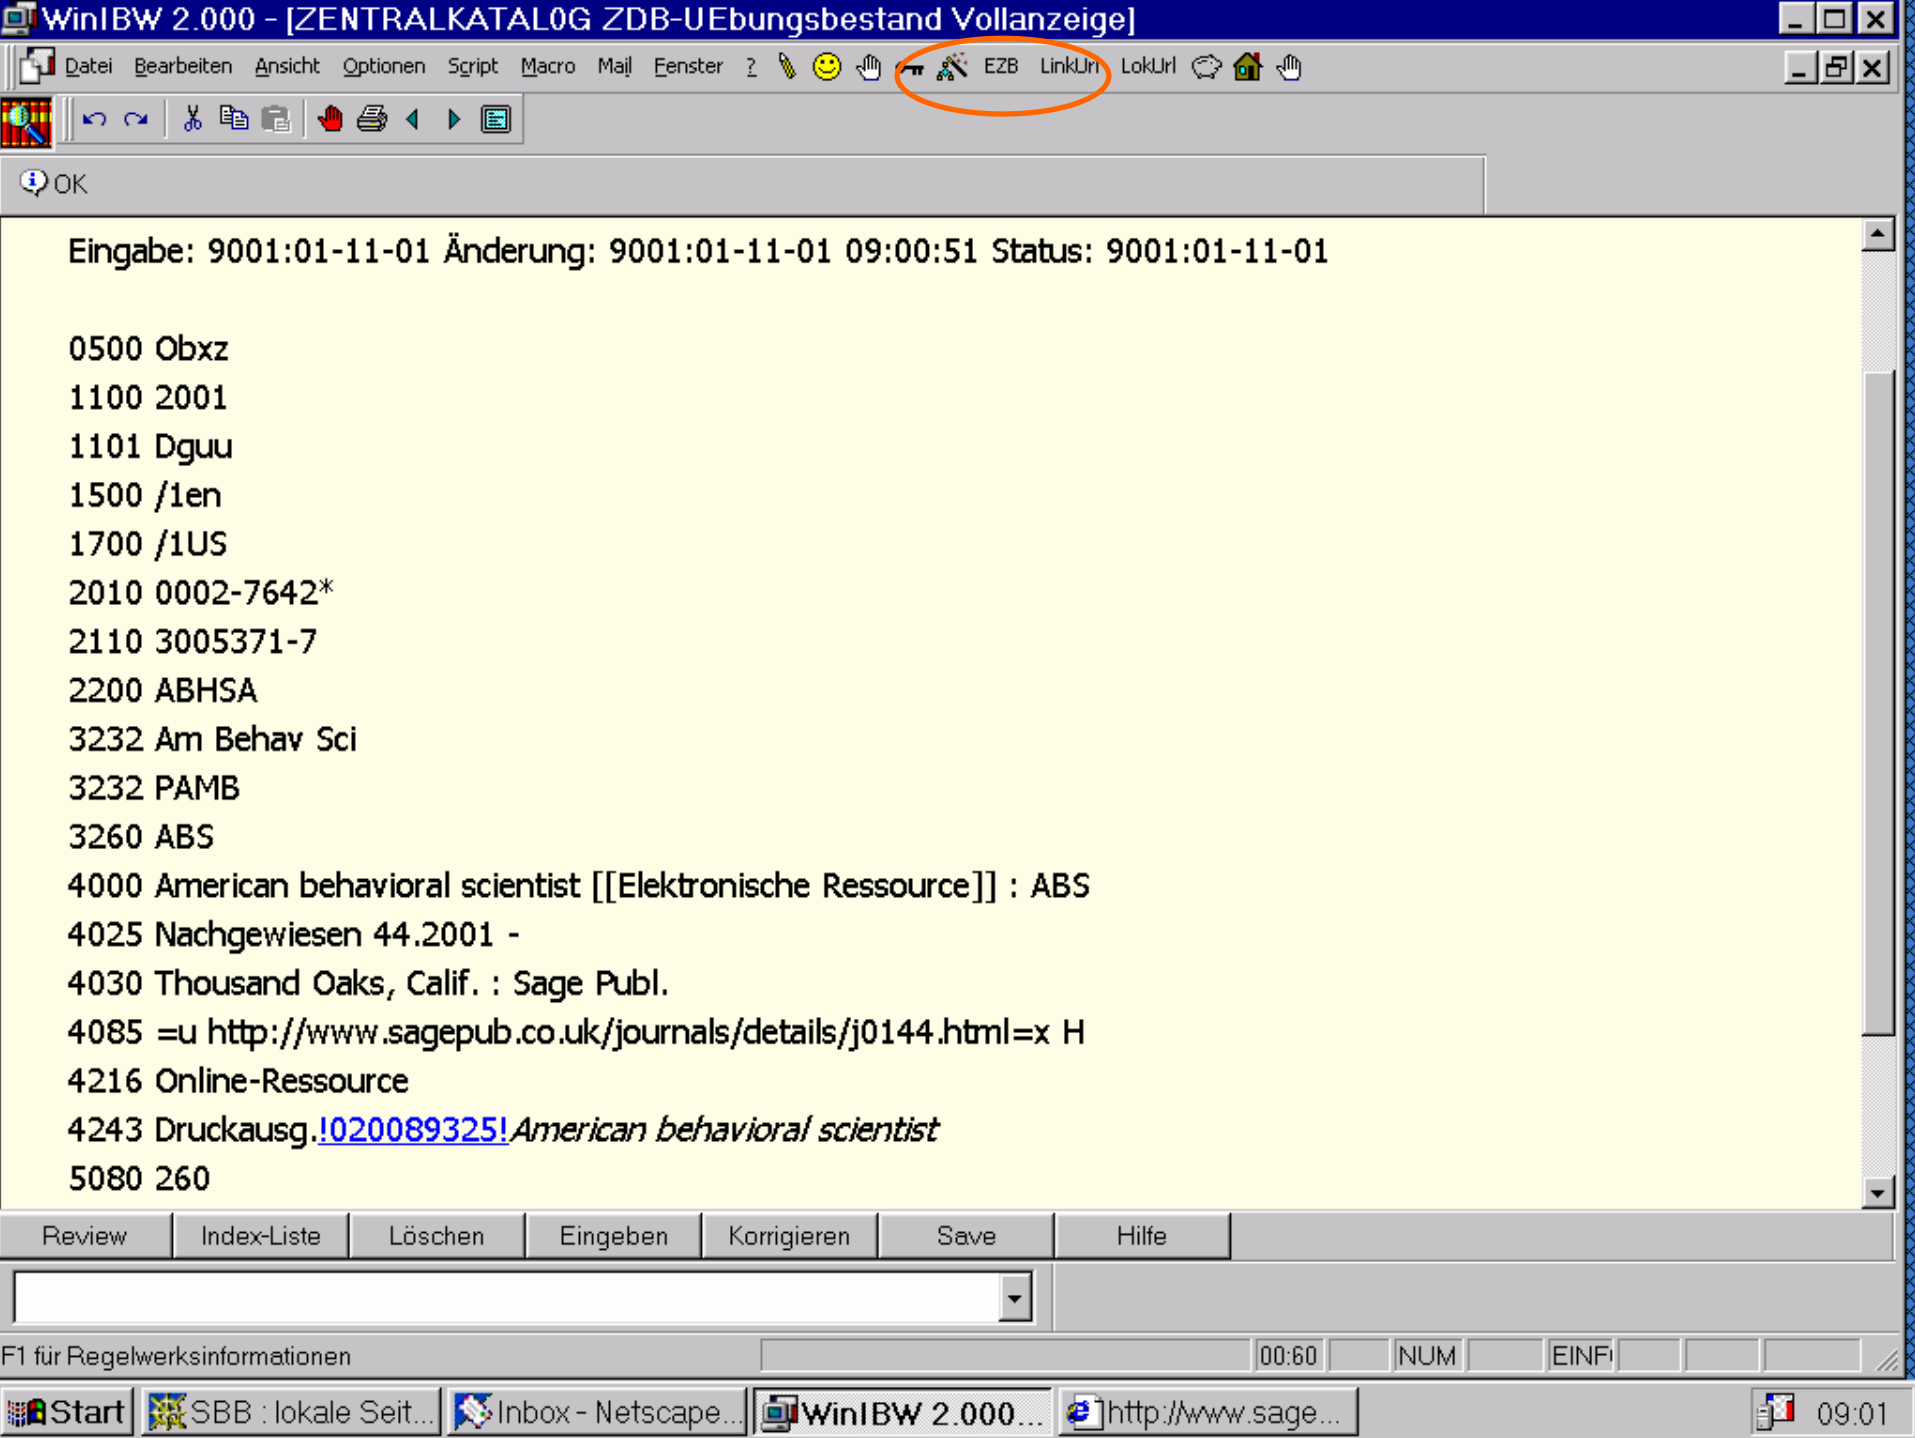 WinIBW 2.000 - [ZENTRALKATAL0G ZDB-UEbungsbestand Vollanzeige]
Datei Bearbeiten Ansicht Optionen Script Macro Mail Fenster ? EZB LinkUrl LokUrl
OK
Eingabe: 9001:01-11-01 Änderung: 9001:01-11-01 09:00:51 Status: 9001:01-11-01
0500 Obxz
1100 2001
1101 Dguu
1500 /1en
1700 /1US
2010 0002-7642*
2110 3005371-7
2200 ABHSA
3232 Am Behav Sci
3232 PAMB
3260 ABS
4000 American behavioral scientist [[Elektronische Ressource]] : ABS
4025 Nachgewiesen 44.2001 -
4030 Thousand Oaks, Calif. : Sage Publ.
4085 =u http://www.sagepub.co.uk/journals/details/j0144.html=x H
4216 Online-Ressource
4243 Druckausg.!020089325!American behavioral scientist
5080 260
Review Index-Liste Löschen Eingeben Korrigieren Save Hilfe
F1 für Regelwerksinformationen 00:60 NUM EINF
Start SBB : lokale Seit... Inbox - Netscape... WinIBW 2.000... http://www.sage... 09:01